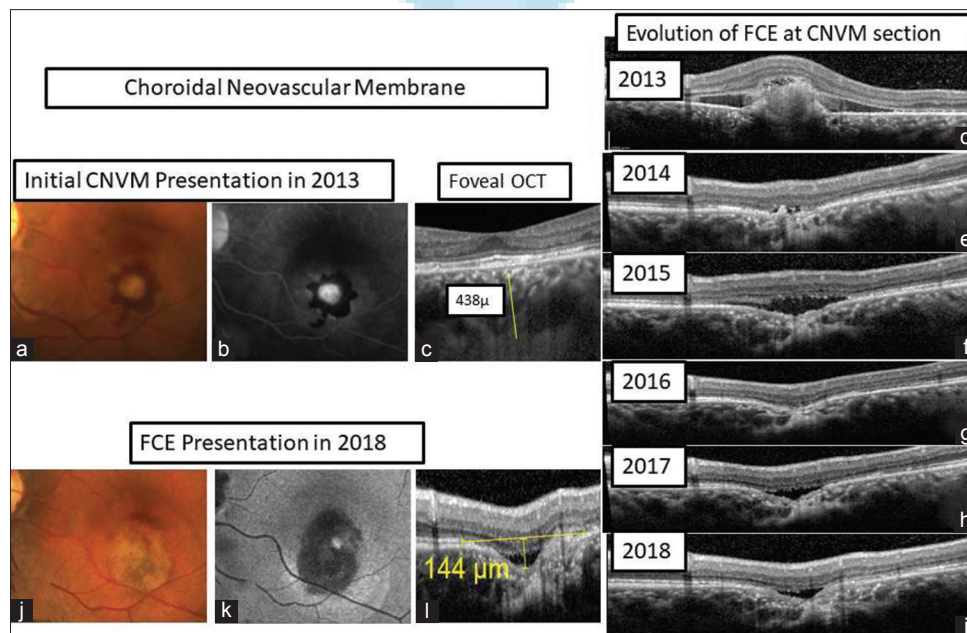 Choroidal Neovascular Membrane
Initial CNVM Presentation in 2013
Foveal OCT
a
b
438µ
c
FCE Presentation in 2018
j
k
144 µm
l
Evolution of FCE at CNVM section
2013
d
2014
e
2015
f
2016
g
2017
h
2018
i